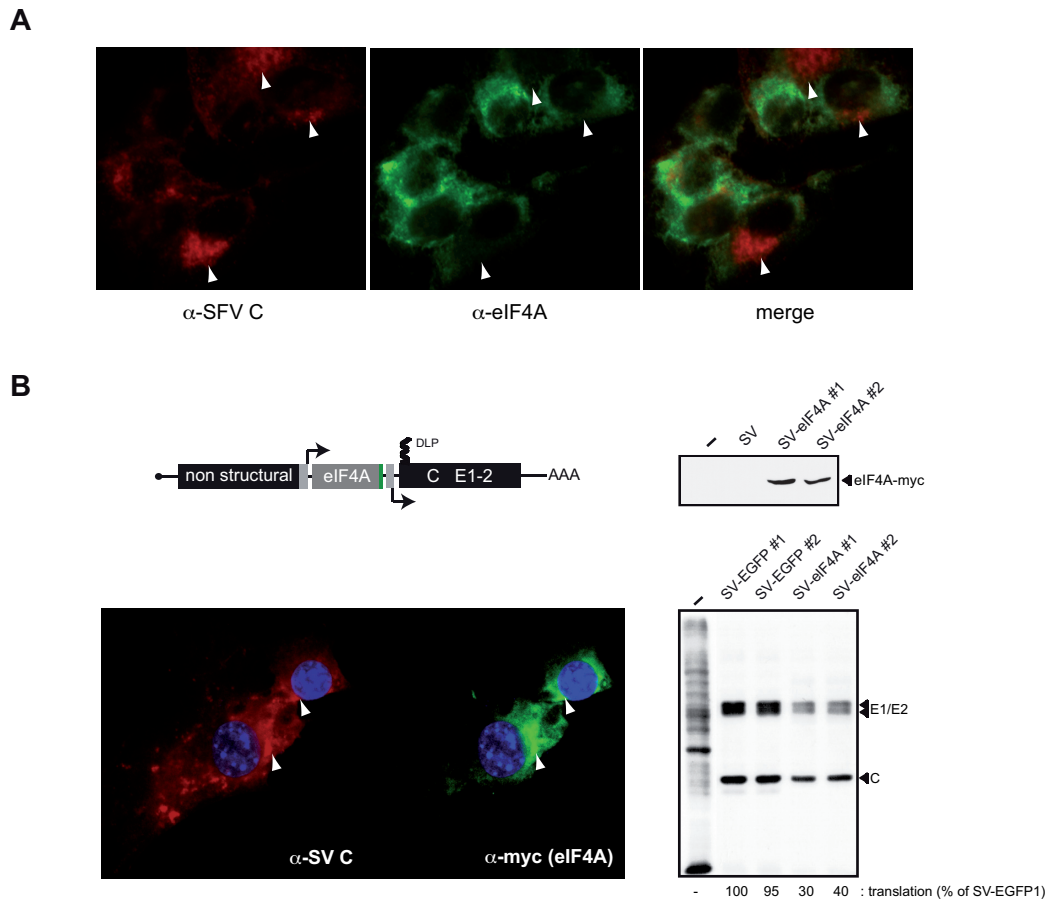 A
α-SFV C
α-eIF4A
merge
B
non structural
eIF4A
DLP
C E1-2
AAA
–
SV
SV-eIF4A #1
SV-eIF4A #2
eIF4A-myc
α-SV C
α-myc (eIF4A)
–
SV-EGFP #1
SV-EGFP #2
SV-eIF4A #1
SV-eIF4A #2
E1/E2
C
- 100 95 30 40 : translation (% of SV-EGFP1)